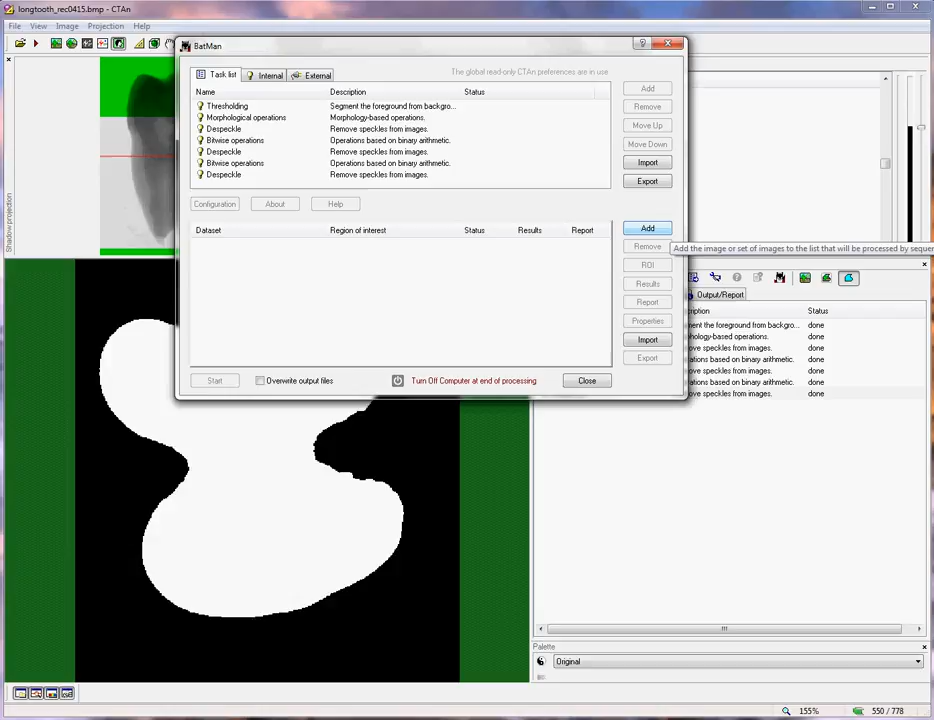 longtooth_rec0415.bmp - CTAn
File View Image Projection Help
BatMan
Task list Internal External
The global read-only CTAn preferences are in use
Name Description Status
Thresholding Segment the foreground from backgro...
Morphological operations Morphology-based operations.
Despeckle Remove speckles from images.
Bitwise operations Operations based on binary arithmetic.
Despeckle Remove speckles from images.
Bitwise operations Operations based on binary arithmetic.
Despeckle Remove speckles from images.
Add
Remove
Move Up
Move Down
Import
Export
Configuration About Help
Dataset Region of interest Status Results Report
Add
Remove
ROI
Results
Report
Properties
Import
Export
Add the image or set of images to the list that will be processed by sequer
Start Overwrite output files Turn Off Computer at end of processing Close
Shadow projection
Output/Report
cription Status
ment the foreground from backgro... done
phology-based operations. done
ove speckles from images. done
rations based on binary arithmetic. done
ove speckles from images. done
rations based on binary arithmetic. done
ove speckles from images. done
Palette
Original
155% 550 / 778